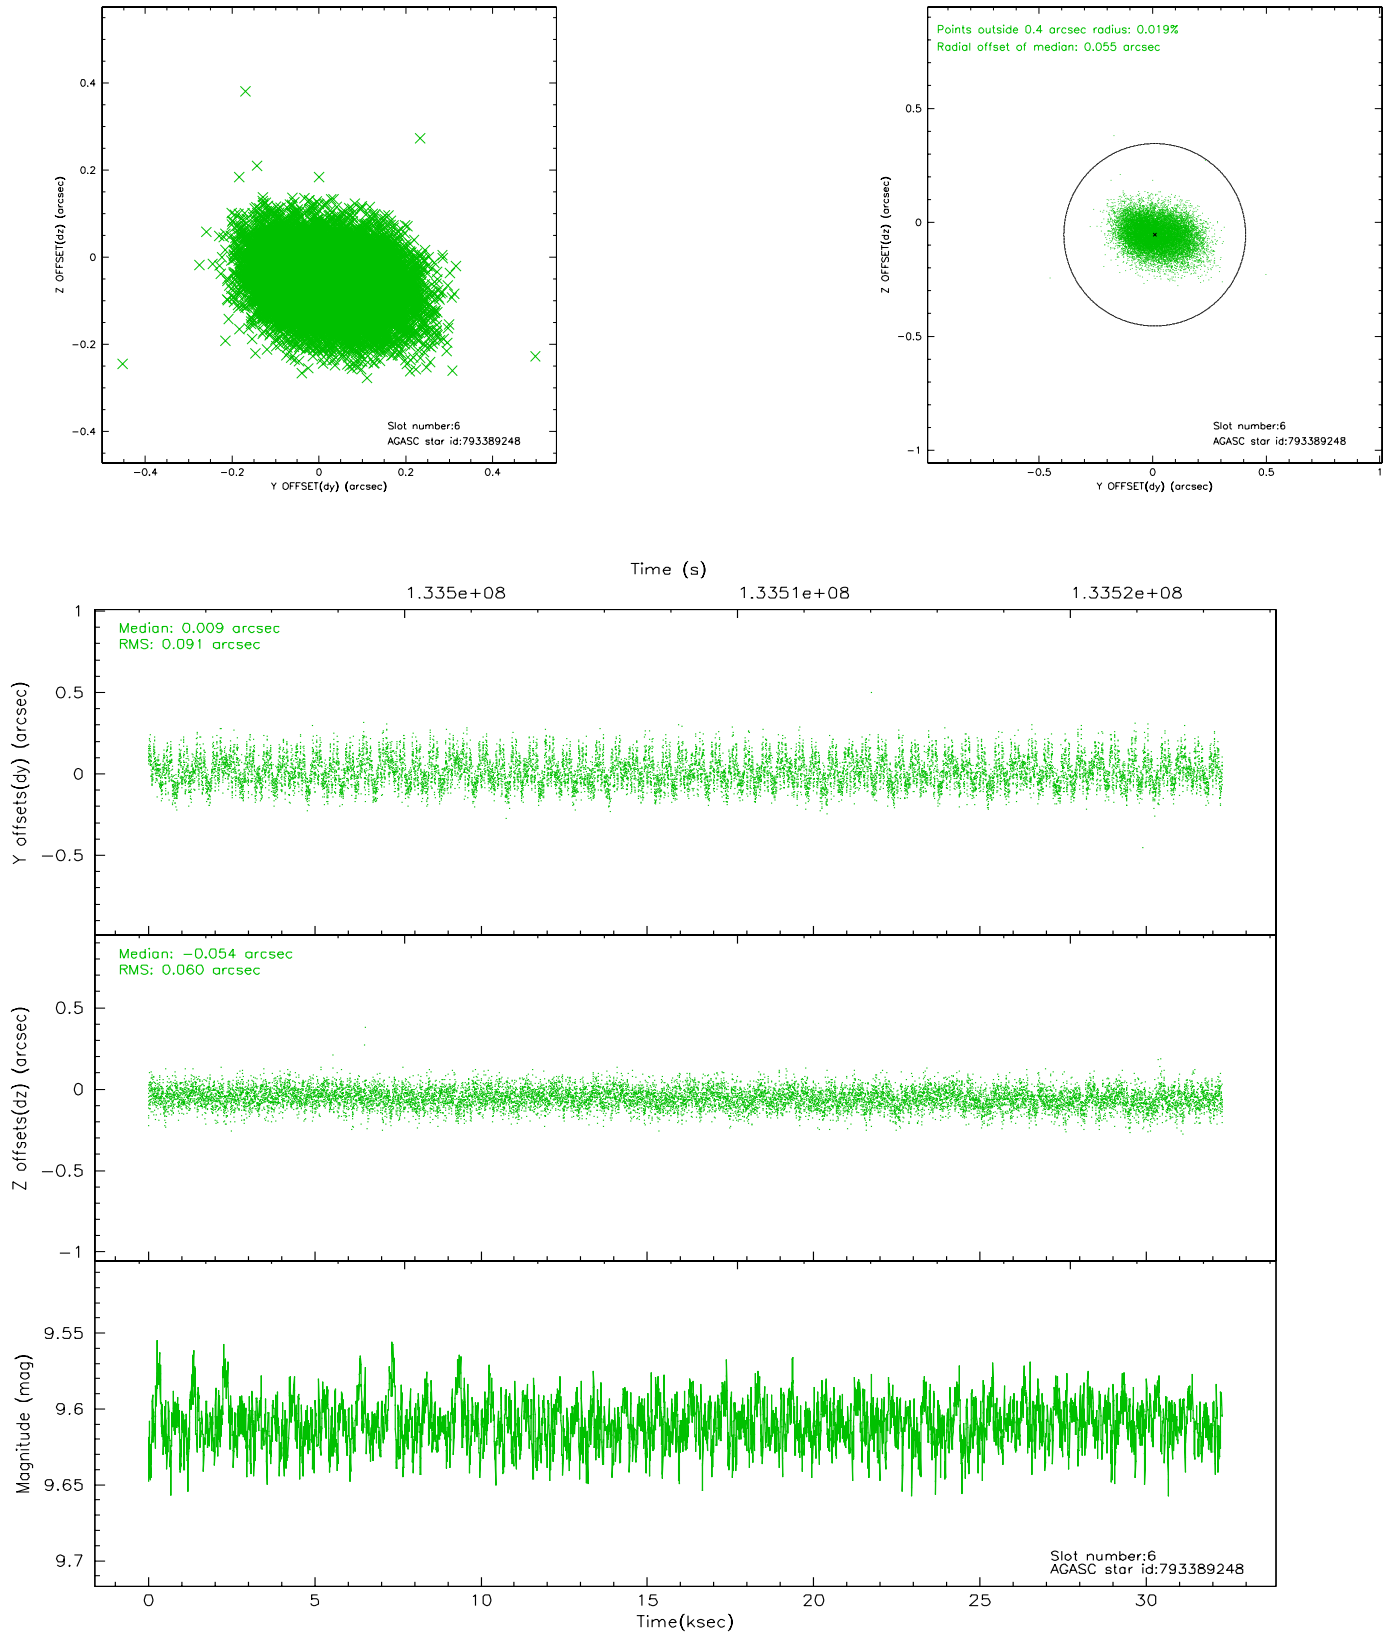 0.4
0.2
0
−0.2
−0.4
Z OFFSET(dz) (arcsec)
−0.4 −0.2 0 0.2 0.4
Y OFFSET(dy) (arcsec)
Slot number:6
AGASC star id:793389248
Points outside 0.4 arcsec radius: 0.019%
Radial offset of median: 0.055 arcsec
0.5
0
−0.5
−1
Z OFFSET(dz) (arcsec)
−0.5 0 0.5 1
Y OFFSET(dy) (arcsec)
Slot number:6
AGASC star id:793389248
Time (s)
1.335e+08 1.3351e+08 1.3352e+08
Median: 0.009 arcsec
RMS: 0.091 arcsec
1
0.5
0
−0.5
Y offsets(dy) (arcsec)
Median: −0.054 arcsec
RMS: 0.060 arcsec
0.5
0
−0.5
−1
Z offsets(dz) (arcsec)
9.55
9.6
9.65
9.7
Magnitude (mag)
Slot number:6
AGASC star id:793389248
0 5 10 15 20 25 30
Time(ksec)